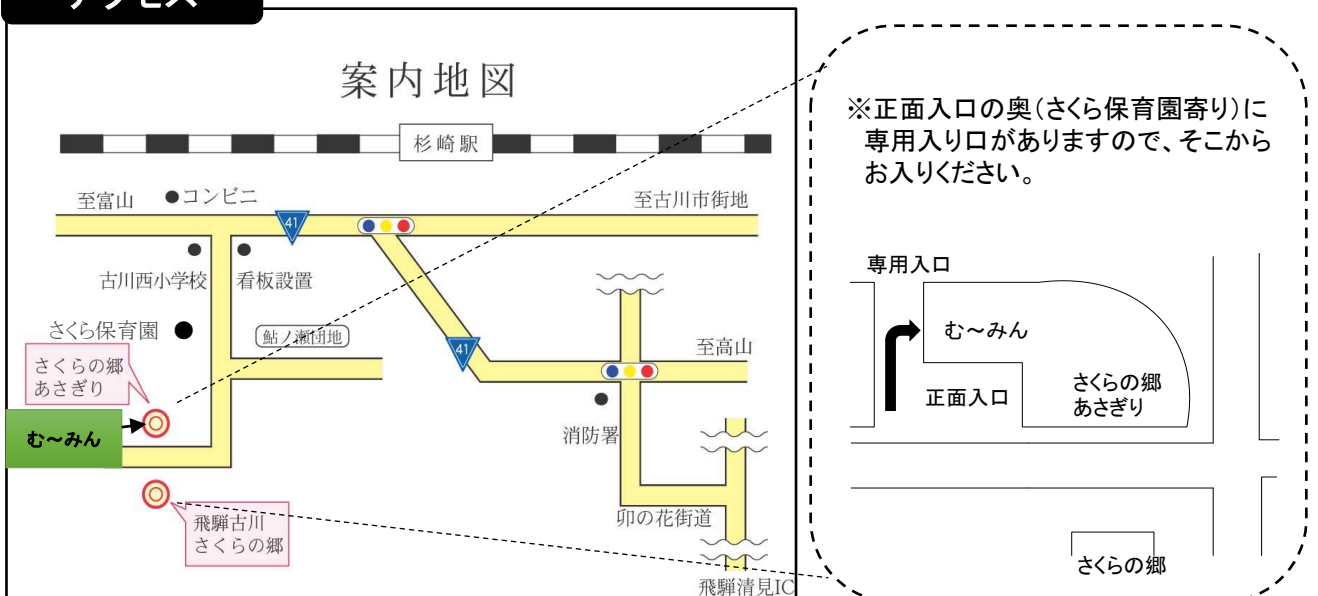 アクセス
案内地図
杉崎駅
至富山
コンビニ
至古川市街地
41
古川西小学校
看板設置
さくら保育園
鮎ノ瀬団地
さくらの郷
あさぎり
む～みん
41
至高山
消防署
飛騨古川
さくらの郷
卯の花街道
飛騨清見IC
※正面入口の奥(さくら保育園寄り)に
専用入り口がありますので、そこから
お入りください。
専用入口
む～みん
正面入口
さくらの郷
あさぎり
さくらの郷